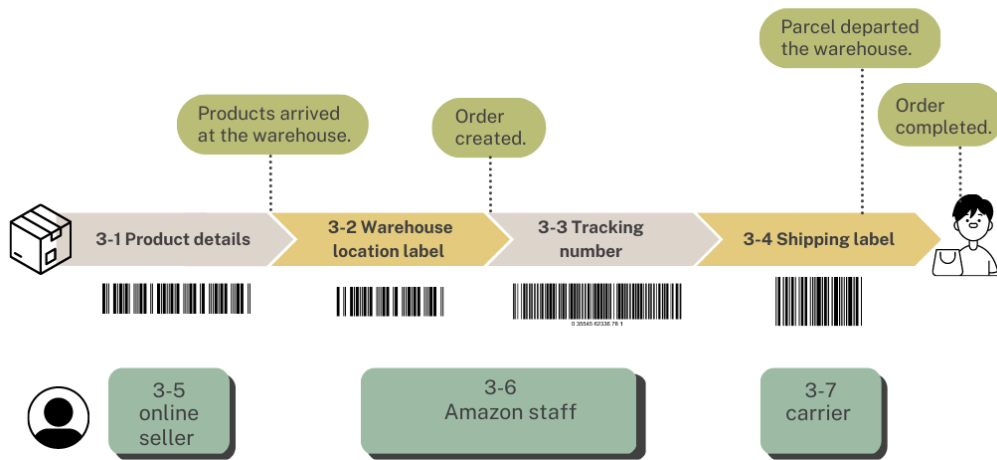 Parcel departed
the warehouse.
Products arrived
at the warehouse.
Order
created.
Order
completed.
3-1 Product details
3-2 Warehouse
location label
3-3 Tracking
number
3-4 Shipping label
3-5
online
seller
3-6
Amazon staff
3-7
carrier